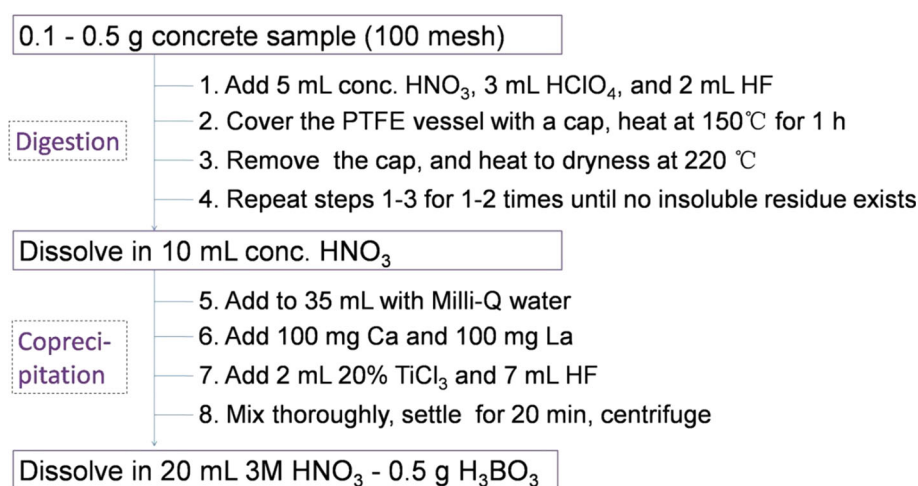 0.1 - 0.5 g concrete sample (100 mesh)
1. Add 5 mL conc. HNO₃, 3 mL HClO₄, and 2 mL HF
2. Cover the PTFE vessel with a cap, heat at 150℃ for 1 h
Digestion
3. Remove the cap, and heat to dryness at 220 ℃
4. Repeat steps 1-3 for 1-2 times until no insoluble residue exists
Dissolve in 10 mL conc. HNO₃
5. Add to 35 mL with Milli-Q water
6. Add 100 mg Ca and 100 mg La
Copreci-
pitation
7. Add 2 mL 20% TiCl₃ and 7 mL HF
8. Mix thoroughly, settle for 20 min, centrifuge
Dissolve in 20 mL 3M HNO₃ - 0.5 g H₃BO₃